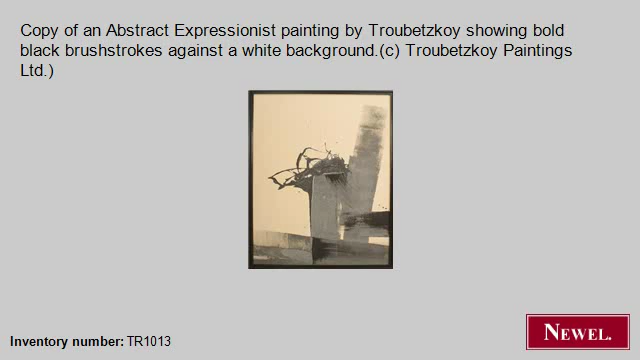 Copy of an Abstract Expressionist painting by Troubetzkoy showing bold
black brushstrokes against a white background.(c) Troubetzkoy Paintings
Ltd.)
Inventory number: TR1013
NEWEL.